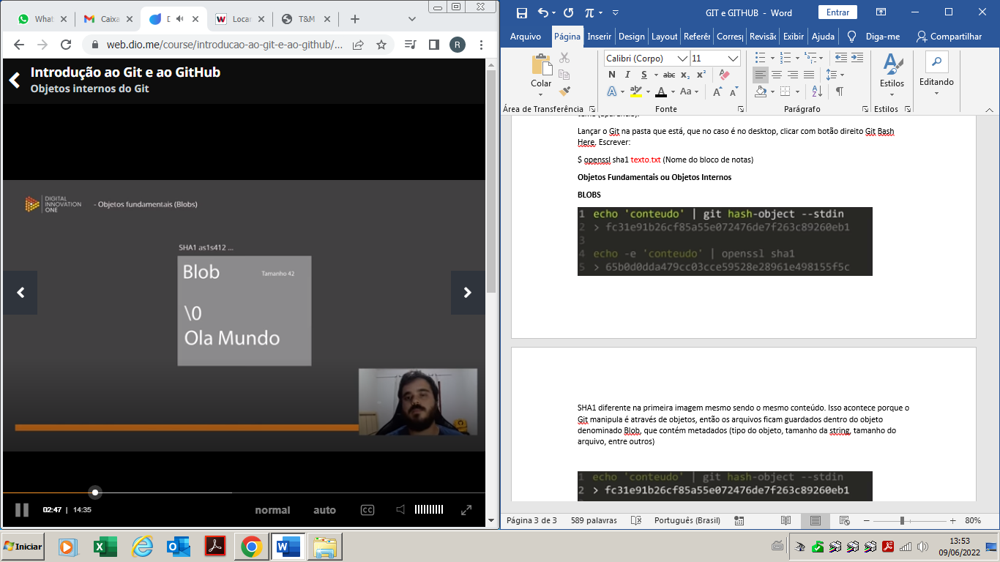 What
Caixa
D
Locar
T&M
web.dio.me/course/introducao-ao-git-e-ao-github/...
R
Introdução ao Git e ao GitHub
Objetos internos do Git
DIGITAL
INNOVATION
ONE
- Objetos fundamentais (Blobs)
SHA1 as1s412 ...
Blob
Tamanho 42
\0
Ola Mundo
02:47 | 14:35
normal
auto
CC
GIT e GITHUB - Word
Entrar
Arquivo
Página
Inserir
Design
Layout
Referên
Corresp
Revisão
Exibir
Ajuda
Diga-me
Compartilhar
Colar
Calibri (Corpo)
11
N I S abc x₂ x²
A A Aa A A
Estilos
Editando
Área de Transferência
Fonte
Parágrafo
Estilos
Lançar o Git na pasta que está, que no caso é no desktop, clicar com botão direito Git Bash
Here. Escrever:
$ openssl sha1 texto.txt (Nome do bloco de notas)
Objetos Fundamentais ou Objetos Internos
BLOBS
1 echo 'conteudo' | git hash-object --stdin
2 > fc31e91b26cf85a55e072476de7f263c89260eb1
3
4 echo -e 'conteudo' | openssl sha1
5 > 65b0d0dda479cc03cce59528e28961e498155f5c
SHA1 diferente na primeira imagem mesmo sendo o mesmo conteúdo. Isso acontece porque o
Git manipula é através de objetos, então os arquivos ficam guardados dentro do objeto
denominado Blob, que contém metadados (tipo do objeto, tamanho da string, tamanho do
arquivo, entre outros)
1 echo 'conteudo' | git hash-object --stdin
2 > fc31e91b26cf85a55e072476de7f263c89260eb1
Página 3 de 3
589 palavras
Português (Brasil)
80%
Iniciar
13:53
09/06/2022